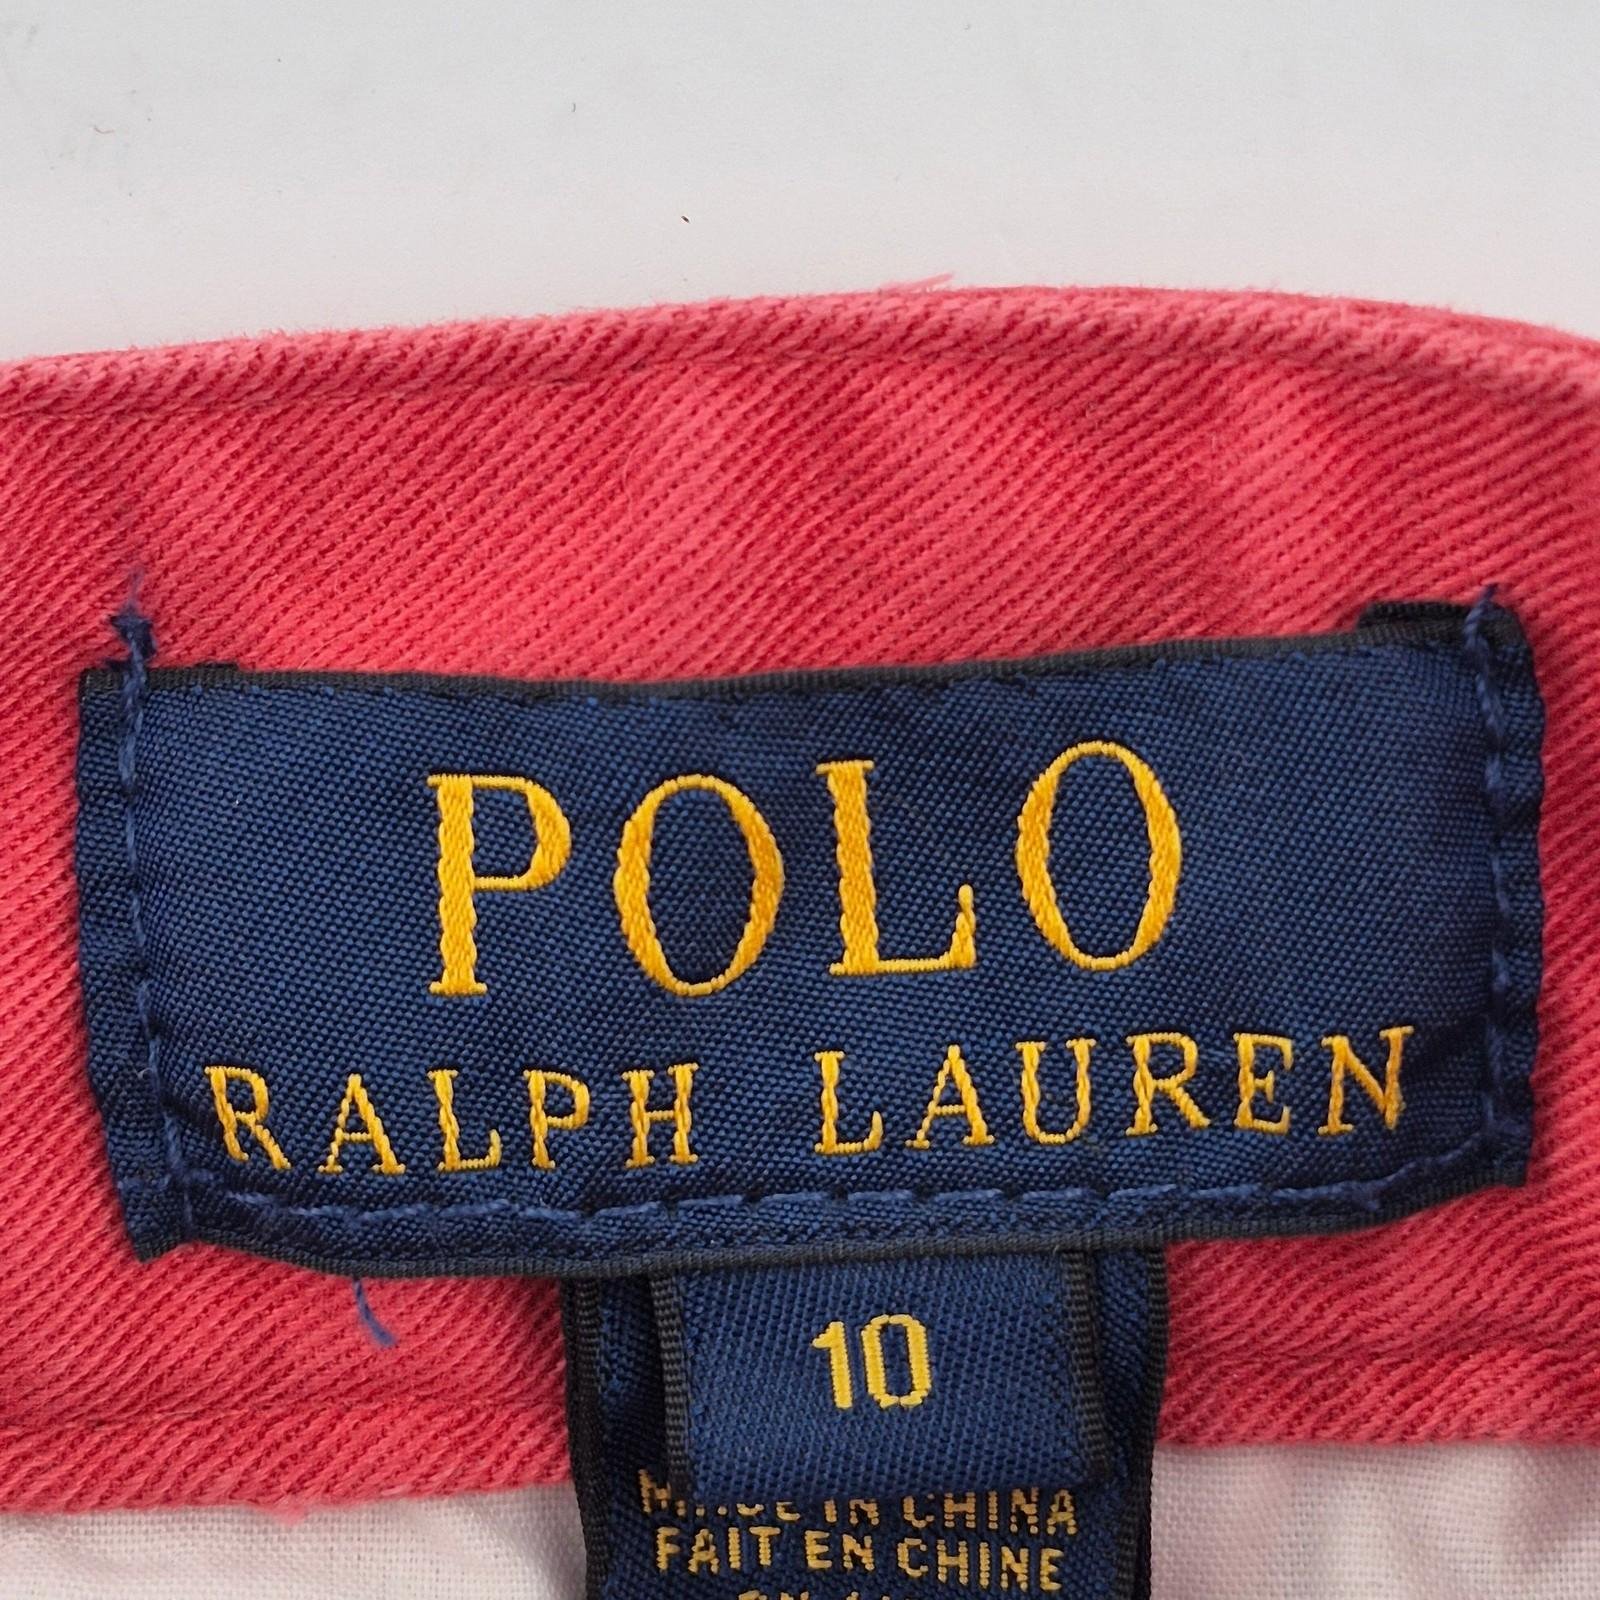 POLO
RALPH LAUREN
10
MADE IN CHINA
FAIT EN CHINE